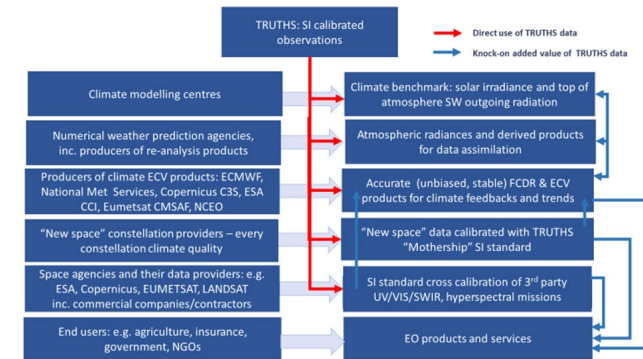 TRUTHS: SI calibrated
observations
Direct use of TRUTHS data
Knock-on added value of TRUTHS data
Climate modelling centres
Climate benchmark: solar irradiance and top of
atmosphere SW outgoing radiation
Numerical weather prediction agencies,
inc. producers of re-analysis products
Atmospheric radiances and derived products
for data assimilation
Producers of climate ECV products: ECMWF,
National Met Services, Copernicus C3S, ESA
CCI, Eumetsat CMSAF, NCEO
Accurate (unbiased, stable) FCDR & ECV
products for climate feedbacks and trends
“New space” constellation providers – every
constellation climate quality
“New space” data calibrated with TRUTHS
“Mothership” SI standard
Space agencies and their data providers: e.g.
ESA, Copernicus, EUMETSAT, LANDSAT
inc. commercial companies/contractors
SI standard cross calibration of 3rd party
UV/VIS/SWIR, hyperspectral missions
End users: e.g. agriculture, insurance,
government, NGOs
EO products and services